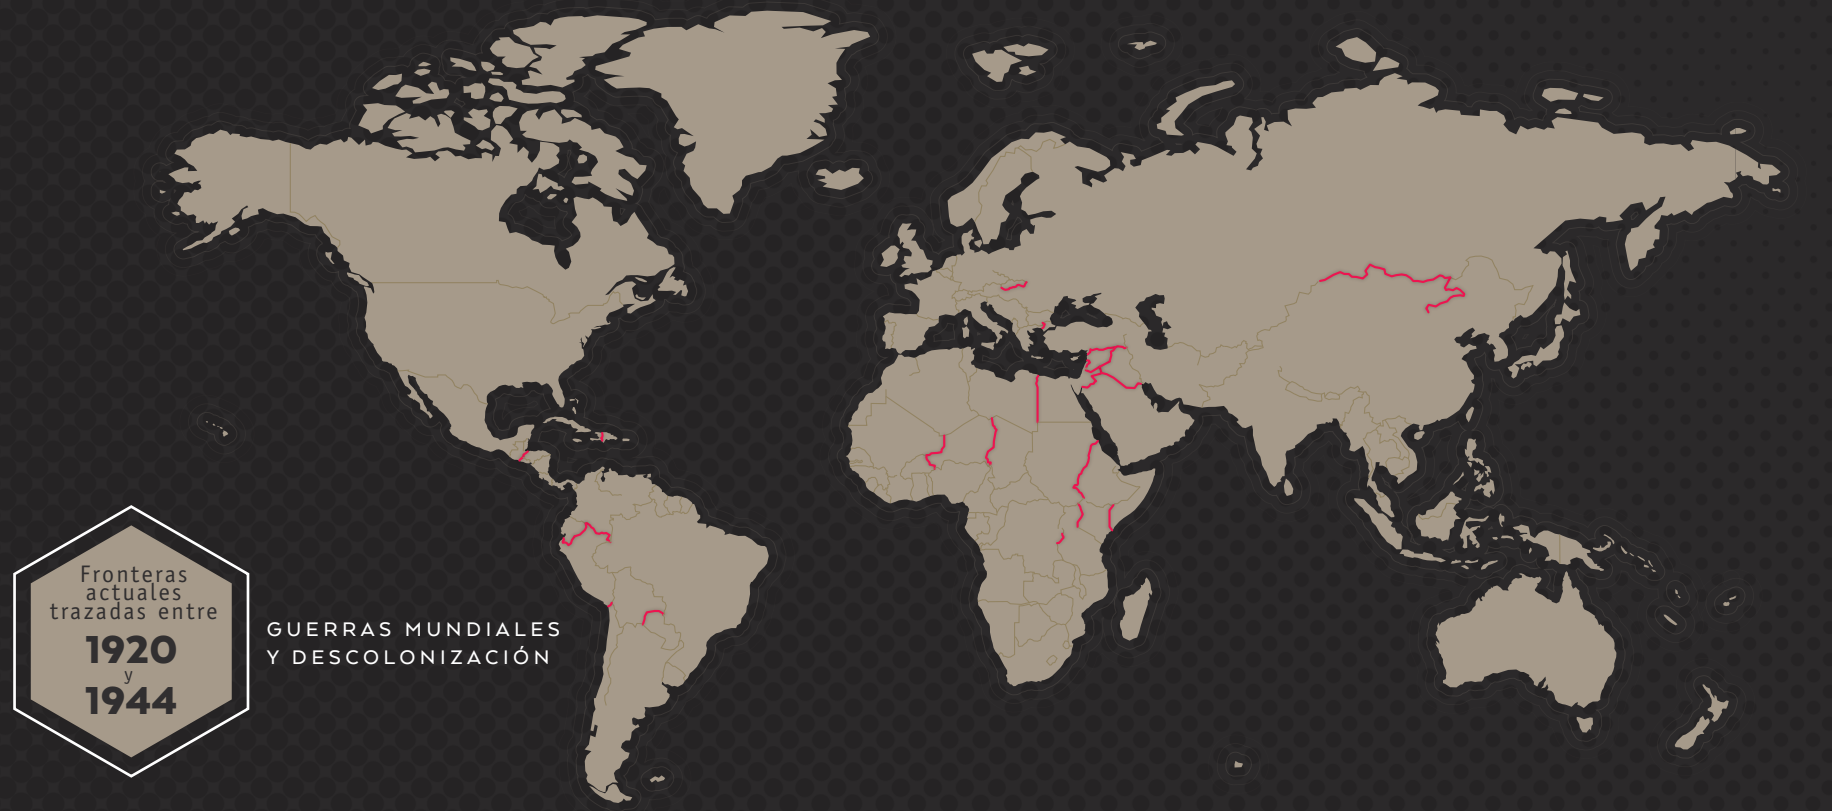 Fronteras
actuales
trazadas entre
1920
y
1944
GUERRAS MUNDIALES
Y DESCOLONIZACIÓN